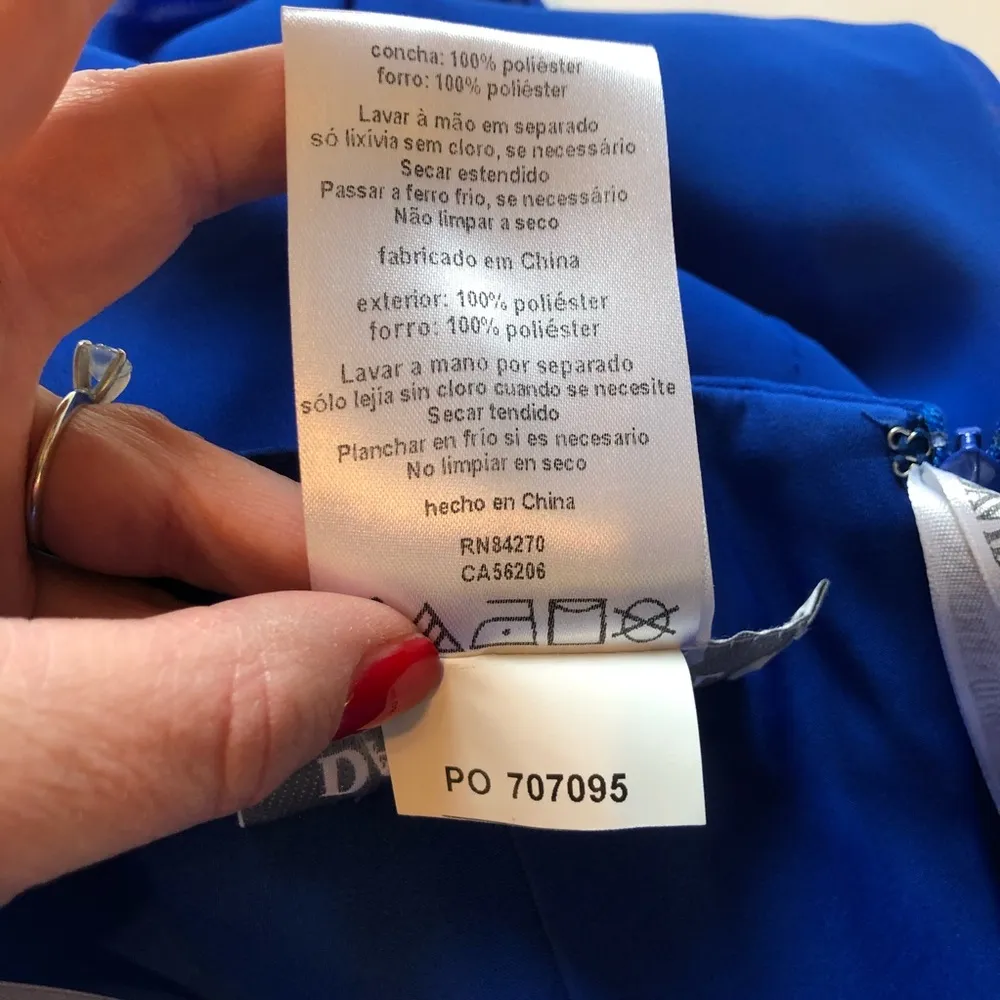 concha: 100% poliéster
forro: 100% poliéster
Lavar à mão em separado
só lixívia sem cloro, se necessário
Secar estendido
Passar a ferro frio, se necessário
Não limpar a seco
fabricado em China
exterior: 100% poliéster
forro: 100% poliéster
Lavar a mano por separado
sólo lejía sin cloro cuando se necesite
Secar tendido
Planchar en frío si es necesario
No limpiar en seco
hecho en China
RN84270
CA56206
PO 707095